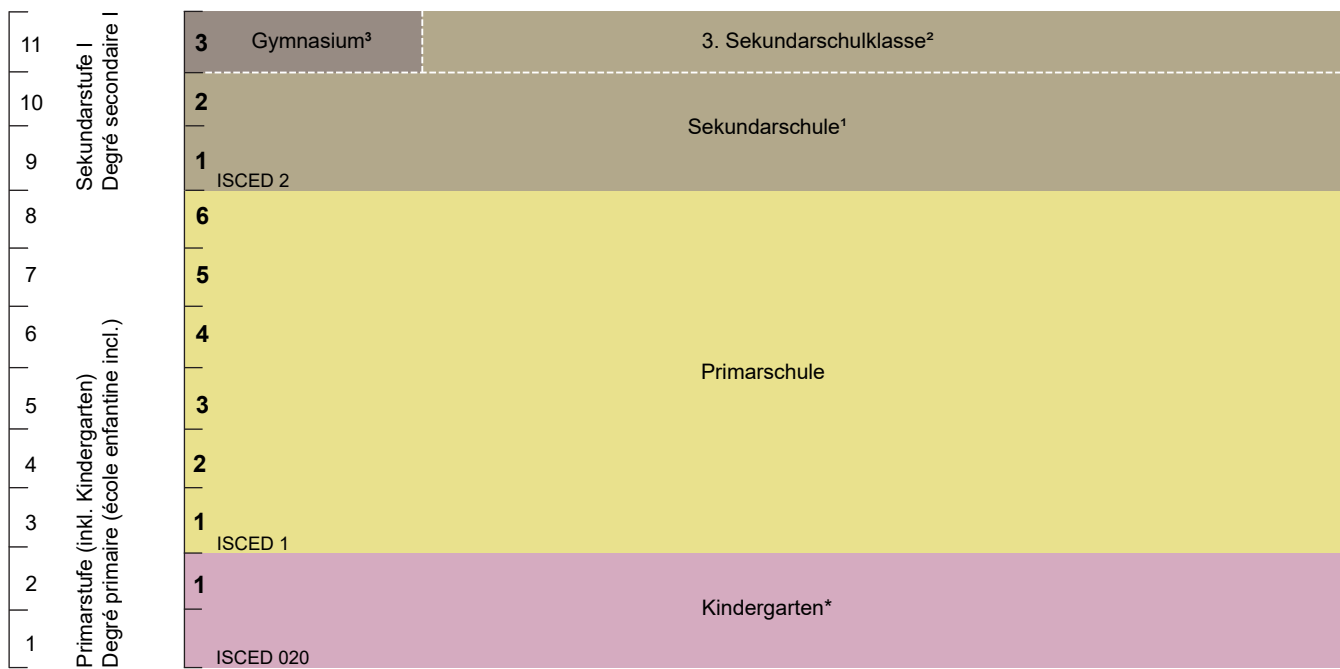 11
10
9
8
7
6
5
4
3
2
1
Sekundarstufe I
Degré secondaire I
Primarstufe (inkl. Kindergarten)
Degré primaire (école enfantine incl.)
3 Gymnasium³ 3. Sekundarschulklasse²
2
Sekundarschule¹
1
ISCED 2
6
5
4
Primarschule
3
2
1
ISCED 1
1
Kindergarten*
ISCED 020